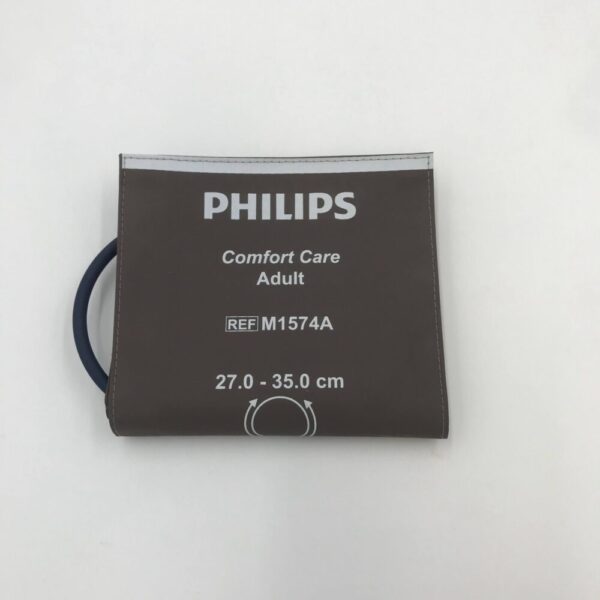 PHILIPS
Comfort Care
Adult
REF M1574A
27.0 - 35.0 cm